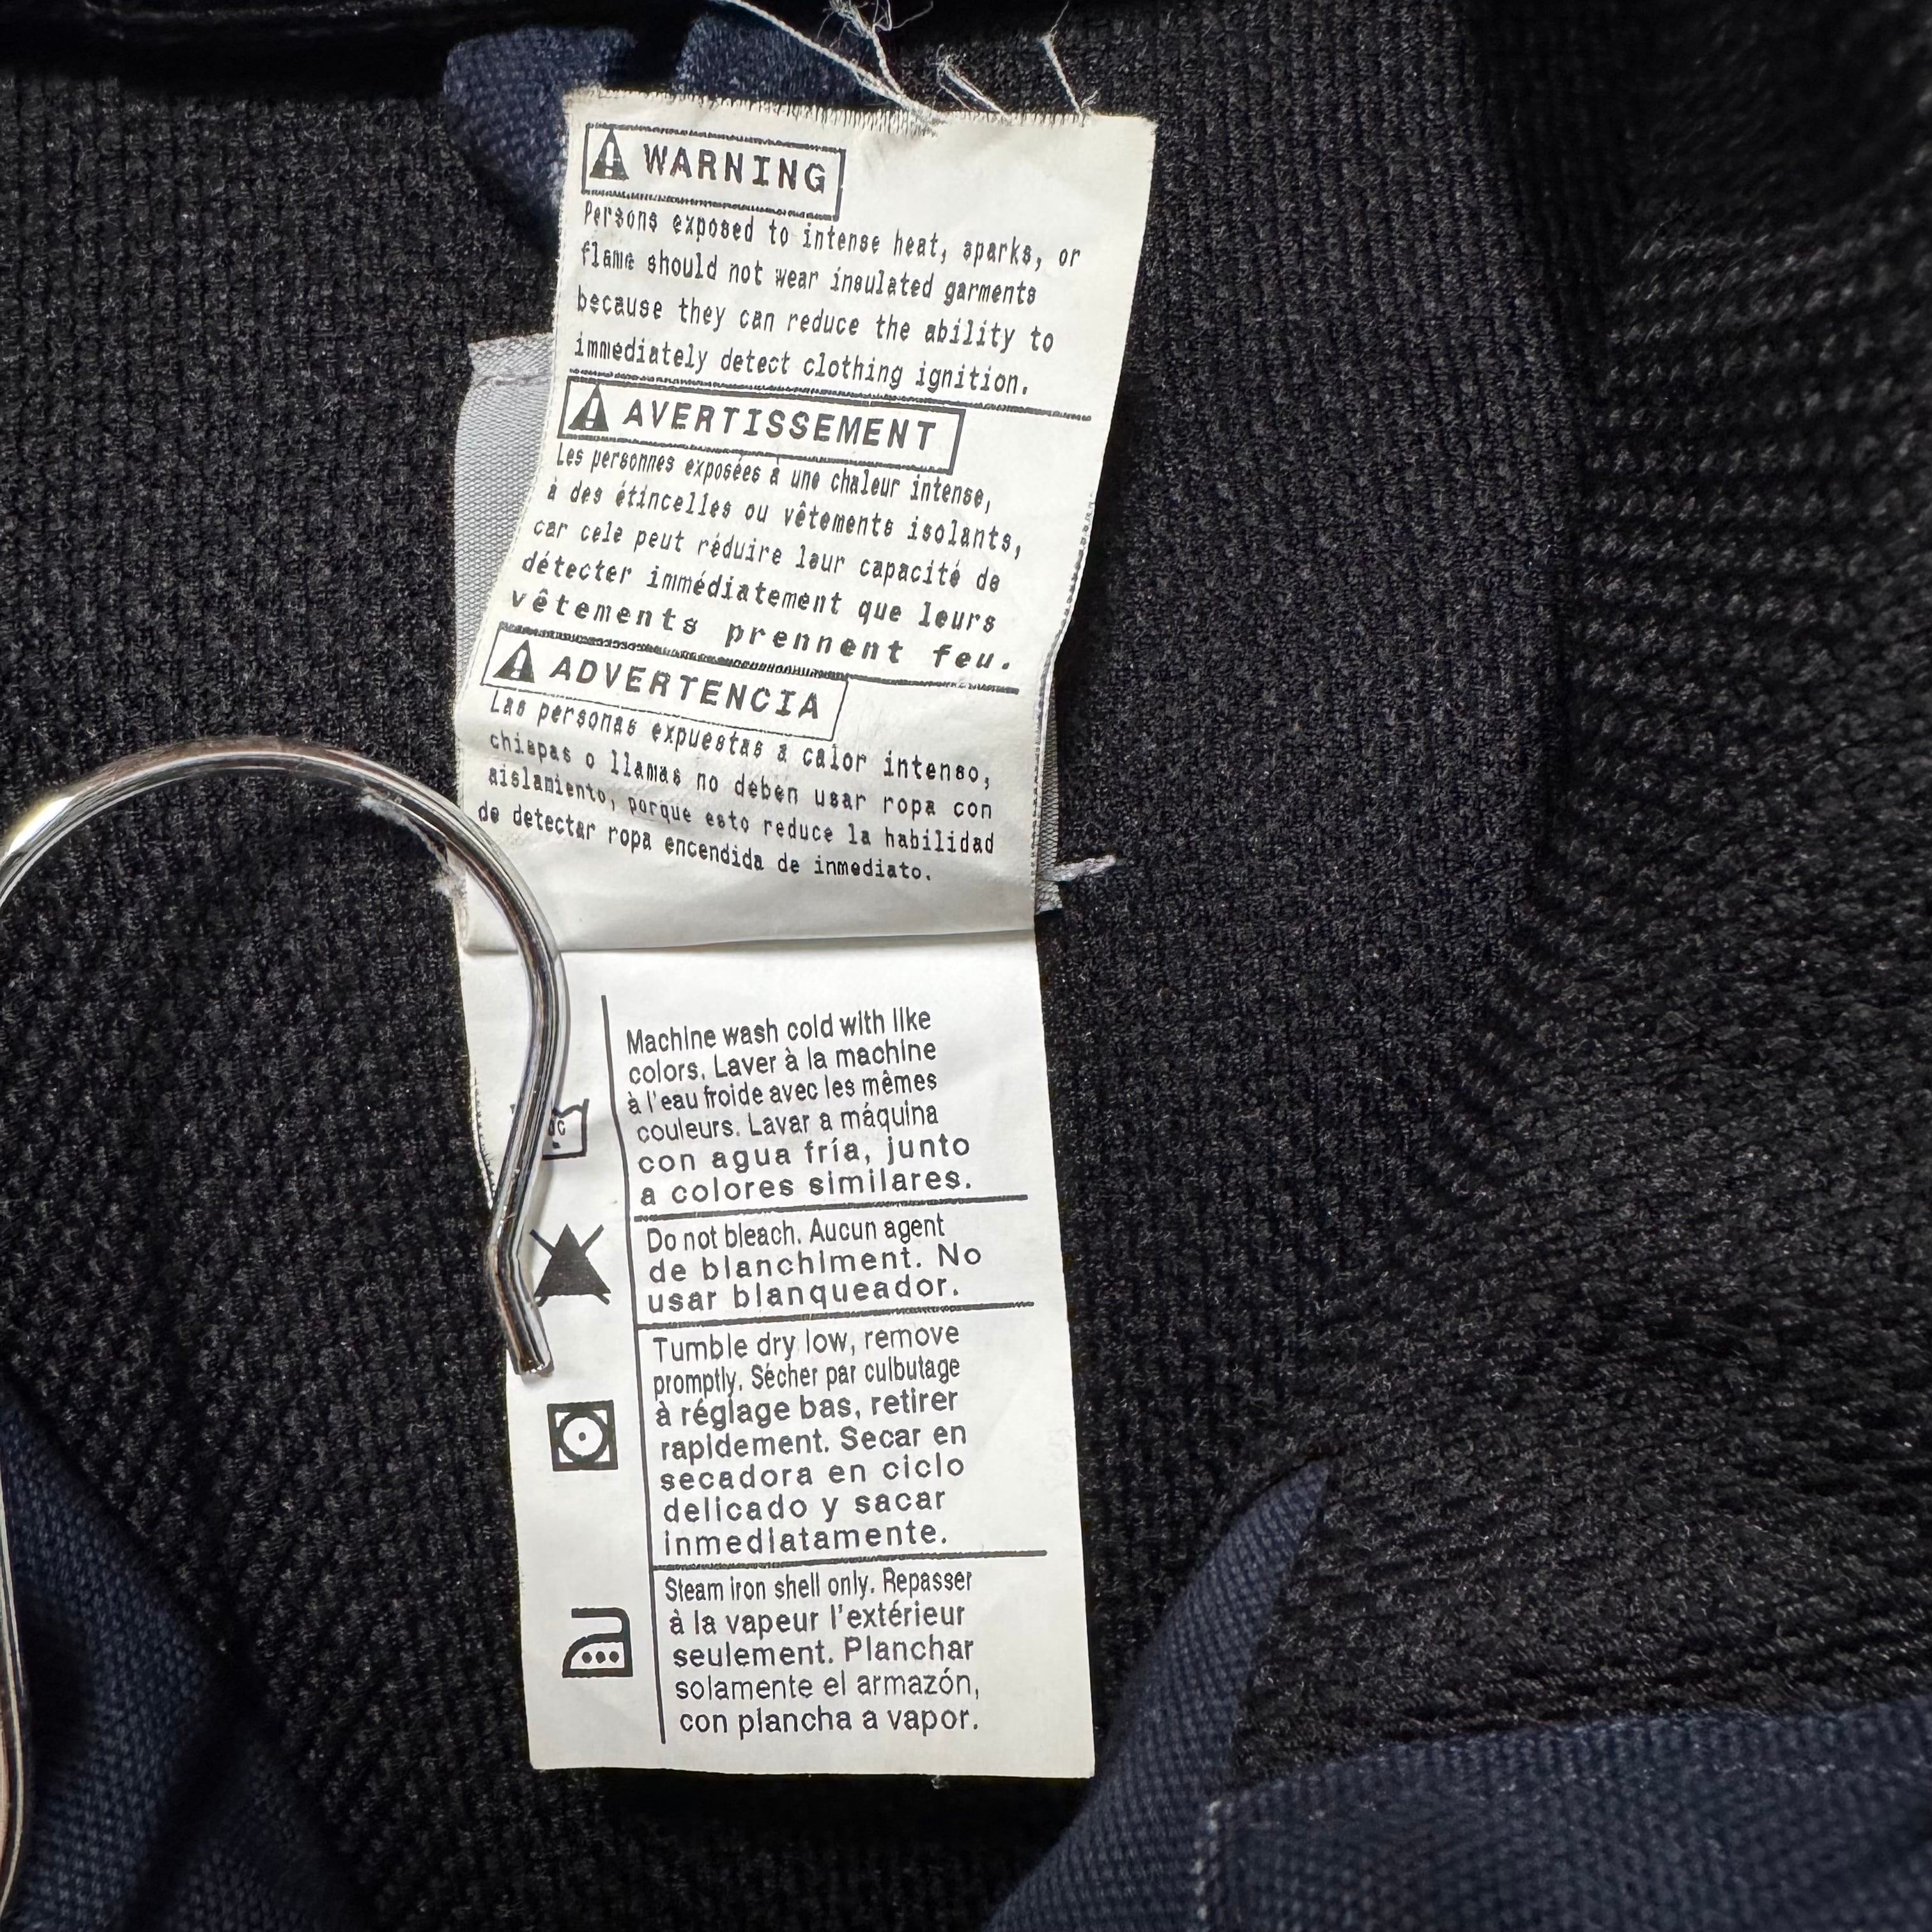 WARNING
Persons exposed to intense heat, sparks, or
flame should not wear insulated garments
because they can reduce the ability to
immediately detect clothing ignition.
AVERTISSEMENT
Les personnes exposées à une chaleur intense,
à des étincelles ou vêtements isolants,
car cele peut réduire leur capacité de
détecter immédiatement que leurs
vêtements prennent feu.
ADVERTENCIA
Las personas expuestas a calor intenso,
chispas o llamas no deben usar ropa con
aislamiento, porque esto reduce la habilidad
de detectar ropa encendida de inmediato.
Machine wash cold with like
colors. Laver à la machine
à l'eau froide avec les mêmes
couleurs. Lavar a máquina
con agua fría, junto
a colores similares.
Do not bleach. Aucun agent
de blanchiment. No
usar blanqueador.
Tumble dry low, remove
promptly. Sécher par culbutage
à réglage bas, retirer
rapidement. Secar en
secadora en ciclo
delicado y sacar
inmediatamente.
Steam iron shell only. Repasser
à la vapeur l'extérieur
seulement. Planchar
solamente el armazón,
con plancha a vapor.